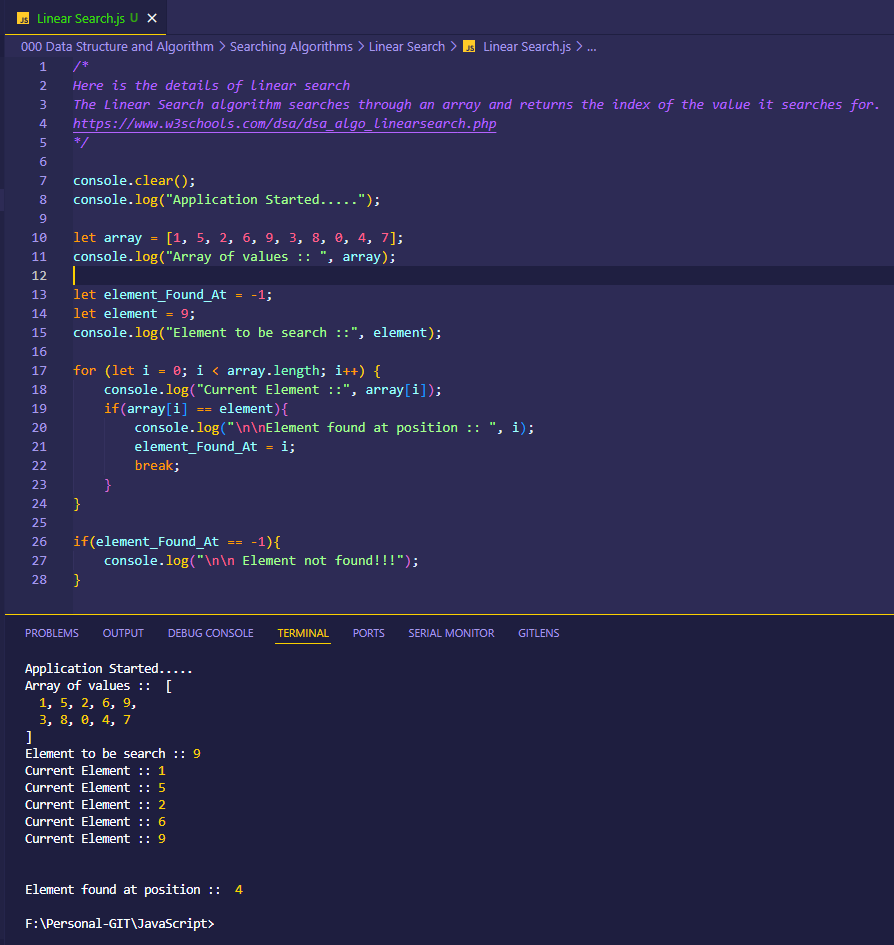 JS Linear Search.js U ✕
000 Data Structure and Algorithm > Searching Algorithms > Linear Search > JS Linear Search.js > ...
1 /*
2 Here is the details of linear search
3 The Linear Search algorithm searches through an array and returns the index of the value it searches for.
4 https://www.w3schools.com/dsa/dsa_algo_linearsearch.php
5 */
6
7 console.clear();
8 console.log("Application Started.....");
9
10 let array = [1, 5, 2, 6, 9, 3, 8, 0, 4, 7];
11 console.log("Array of values :: ", array);
12
13 let element_Found_At = -1;
14 let element = 9;
15 console.log("Element to be search ::", element);
16
17 for (let i = 0; i < array.length; i++) {
18     console.log("Current Element ::", array[i]);
19     if(array[i] == element){
20         console.log("\n\nElement found at position :: ", i);
21         element_Found_At = i;
22         break;
23     }
24 }
25
26 if(element_Found_At == -1){
27     console.log("\n\n Element not found!!!");
28 }
PROBLEMS OUTPUT DEBUG CONSOLE TERMINAL PORTS SERIAL MONITOR GITLENS
Application Started.....
Array of values ::  [
  1, 5, 2, 6, 9,
  3, 8, 0, 4, 7
]
Element to be search :: 9
Current Element :: 1
Current Element :: 5
Current Element :: 2
Current Element :: 6
Current Element :: 9
Element found at position ::  4
F:\Personal-GIT\JavaScript>